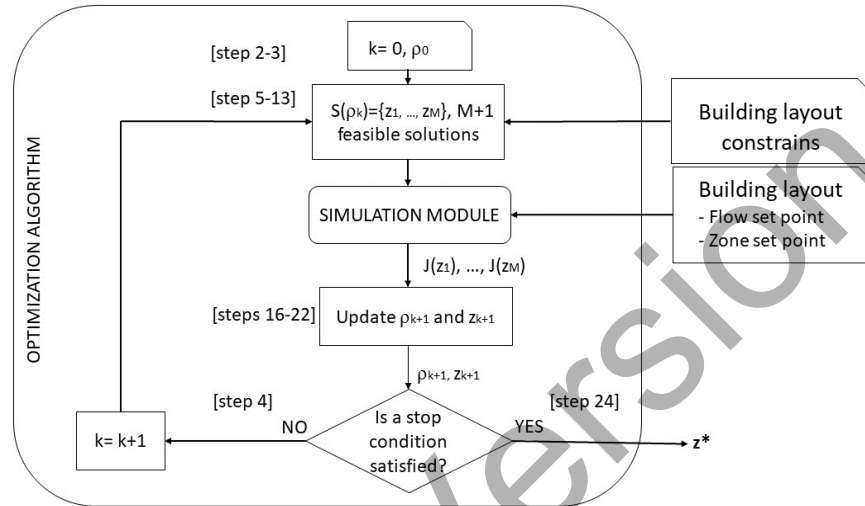 [step 2-3]
k= 0, ρ0
[step 5-13]
S(ρk)={z1, ..., zM}, M+1
feasible solutions
Building layout
constrains
SIMULATION MODULE
Building layout
- Flow set point
- Zone set point
J(z1), ..., J(zM)
[steps 16-22]
Update ρk+1 and zk+1
ρk+1, zk+1
[step 4]
[step 24]
k= k+1
NO
Is a stop
condition
satisfied?
YES
z*
OPTIMIZATION ALGORITHM
Version